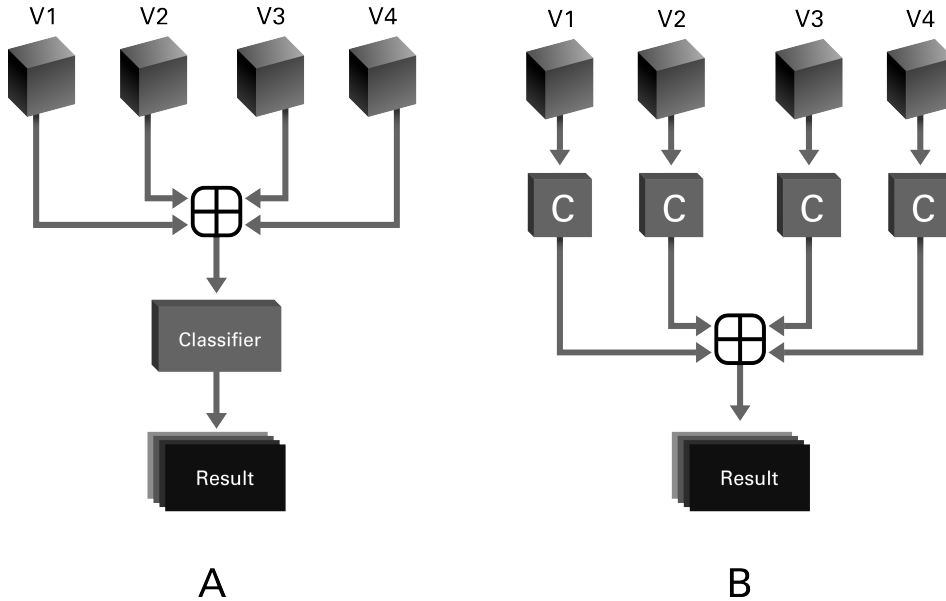 V1 V2 V3 V4
Classifier
Result
A
V1 V2 V3 V4
C C C C
Result
B